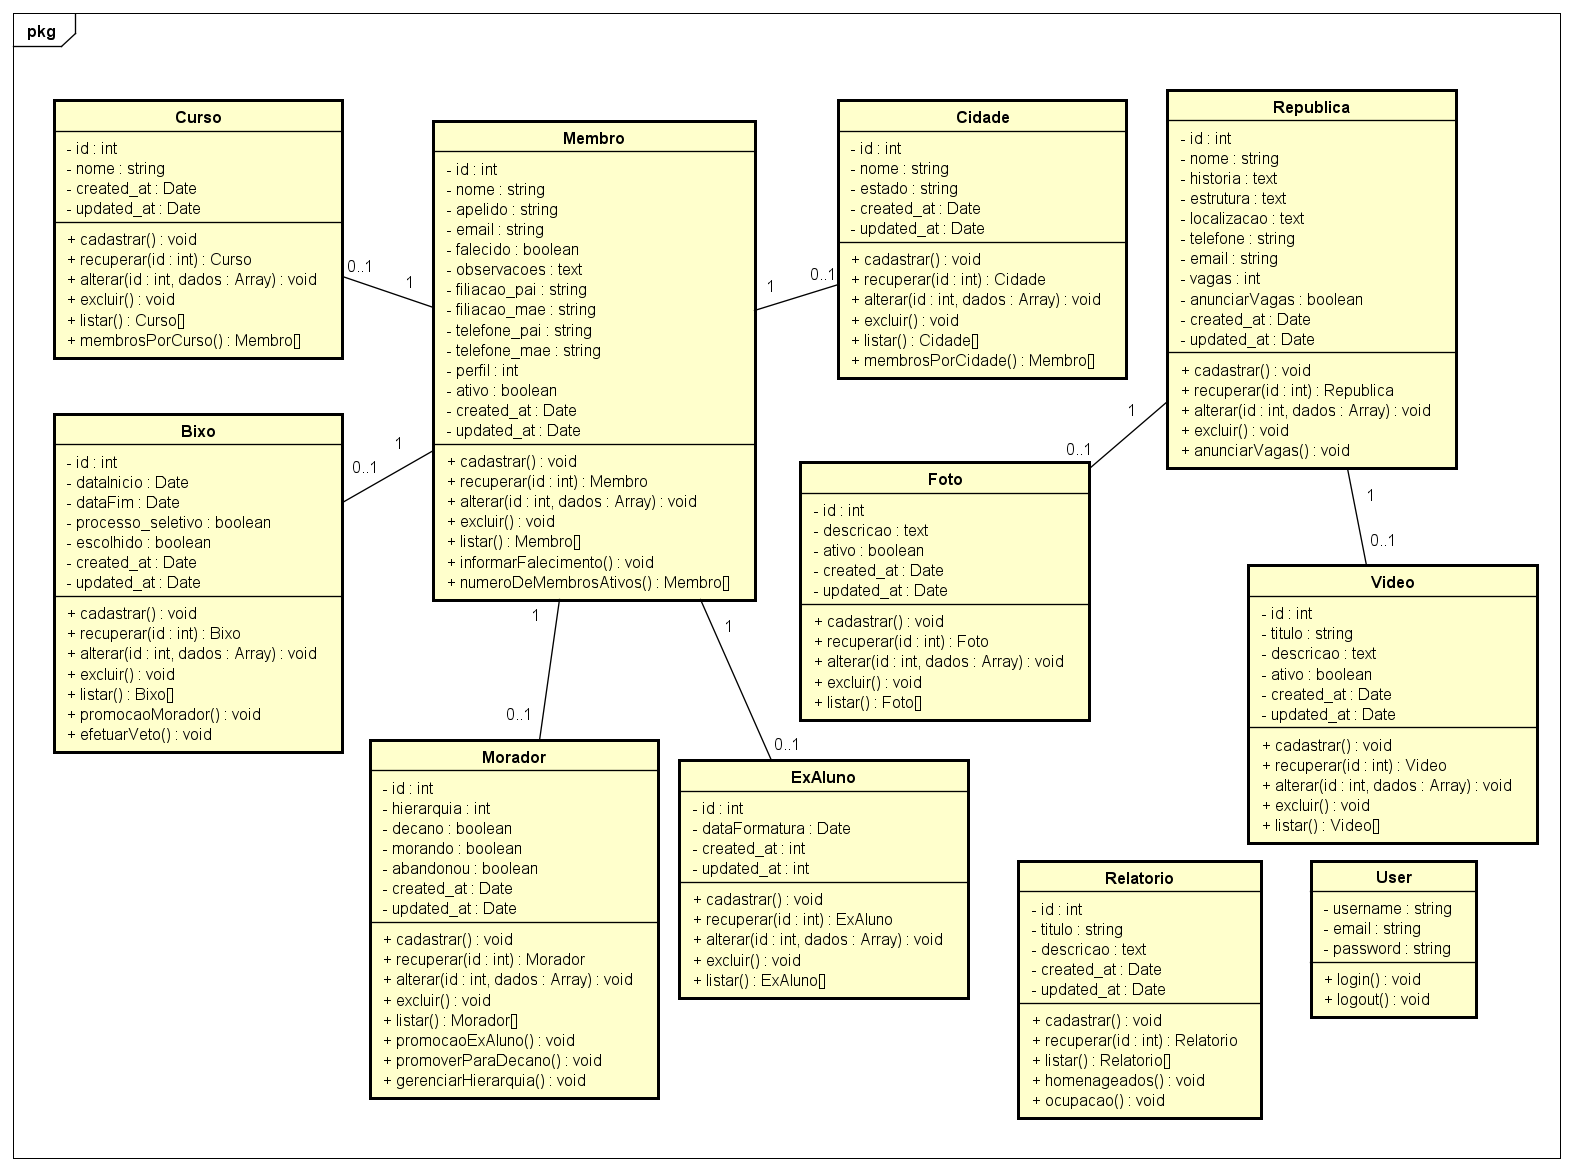 pkg
Curso
- id : int
- nome : string
- created_at : Date
- updated_at : Date
+ cadastrar() : void
+ recuperar(id : int) : Curso
+ alterar(id : int, dados : Array) : void
+ excluir() : void
+ listar() : Curso[]
+ membrosPorCurso() : Membro[]
0..1
1
Membro
- id : int
- nome : string
- apelido : string
- email : string
- falecido : boolean
- observacoes : text
- filiacao_pai : string
- filiacao_mae : string
- telefone_pai : string
- telefone_mae : string
- perfil : int
- ativo : boolean
- created_at : Date
- updated_at : Date
+ cadastrar() : void
+ recuperar(id : int) : Membro
+ alterar(id : int, dados : Array) : void
+ excluir() : void
+ listar() : Membro[]
+ informarFalecimento() : void
+ numeroDeMembrosAtivos() : Membro[]
1
0..1
Cidade
- id : int
- nome : string
- estado : string
- created_at : Date
- updated_at : Date
+ cadastrar() : void
+ recuperar(id : int) : Cidade
+ alterar(id : int, dados : Array) : void
+ excluir() : void
+ listar() : Cidade[]
+ membrosPorCidade() : Membro[]
Republica
- id : int
- nome : string
- historia : text
- estrutura : text
- localizacao : text
- telefone : string
- email : string
- vagas : int
- anunciarVagas : boolean
- created_at : Date
- updated_at : Date
+ cadastrar() : void
+ recuperar(id : int) : Republica
+ alterar(id : int, dados : Array) : void
+ excluir() : void
+ anunciarVagas() : void
1
0..1
1
0..1
Bixo
- id : int
- dataInicio : Date
- dataFim : Date
- processo_seletivo : boolean
- escolhido : boolean
- created_at : Date
- updated_at : Date
+ cadastrar() : void
+ recuperar(id : int) : Bixo
+ alterar(id : int, dados : Array) : void
+ excluir() : void
+ listar() : Bixo[]
+ promocaoMorador() : void
+ efetuarVeto() : void
1
0..1
Foto
- id : int
- descricao : text
- ativo : boolean
- created_at : Date
- updated_at : Date
+ cadastrar() : void
+ recuperar(id : int) : Foto
+ alterar(id : int, dados : Array) : void
+ excluir() : void
+ listar() : Foto[]
Video
- id : int
- titulo : string
- descricao : text
- ativo : boolean
- created_at : Date
- updated_at : Date
+ cadastrar() : void
+ recuperar(id : int) : Video
+ alterar(id : int, dados : Array) : void
+ excluir() : void
+ listar() : Video[]
1
0..1
1
0..1
Morador
- id : int
- hierarquia : int
- decano : boolean
- morando : boolean
- abandonou : boolean
- created_at : Date
- updated_at : Date
+ cadastrar() : void
+ recuperar(id : int) : Morador
+ alterar(id : int, dados : Array) : void
+ excluir() : void
+ listar() : Morador[]
+ promocaoExAluno() : void
+ promoverParaDecano() : void
+ gerenciarHierarquia() : void
ExAluno
- id : int
- dataFormatura : Date
- created_at : int
- updated_at : int
+ cadastrar() : void
+ recuperar(id : int) : ExAluno
+ alterar(id : int, dados : Array) : void
+ excluir() : void
+ listar() : ExAluno[]
Relatorio
- id : int
- titulo : string
- descricao : text
- created_at : Date
- updated_at : Date
+ cadastrar() : void
+ recuperar(id : int) : Relatorio
+ listar() : Relatorio[]
+ homenageados() : void
+ ocupacao() : void
User
- username : string
- email : string
- password : string
+ login() : void
+ logout() : void